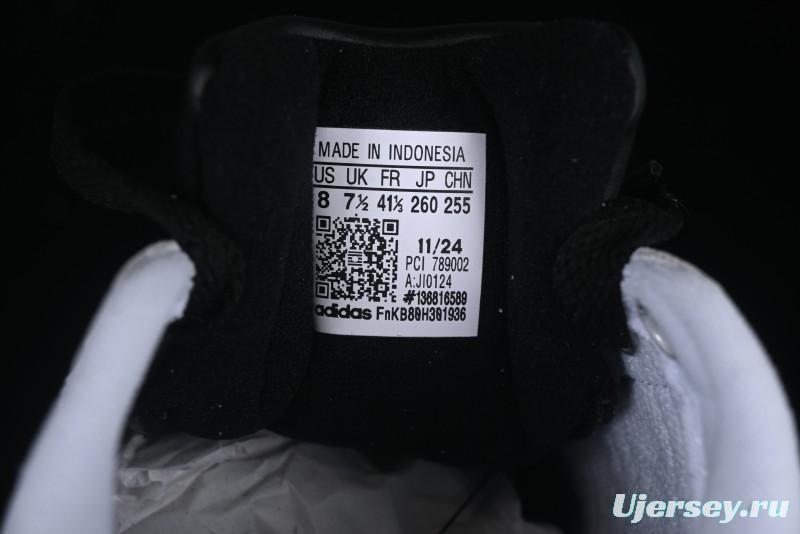 MADE IN INDONESIA
US UK FR JP CHN
8 7½ 41⅓ 260 255
11/24
PCI 789002
A:JI0124
#136816589
adidas FnKB80H301936
Ujersey.ru